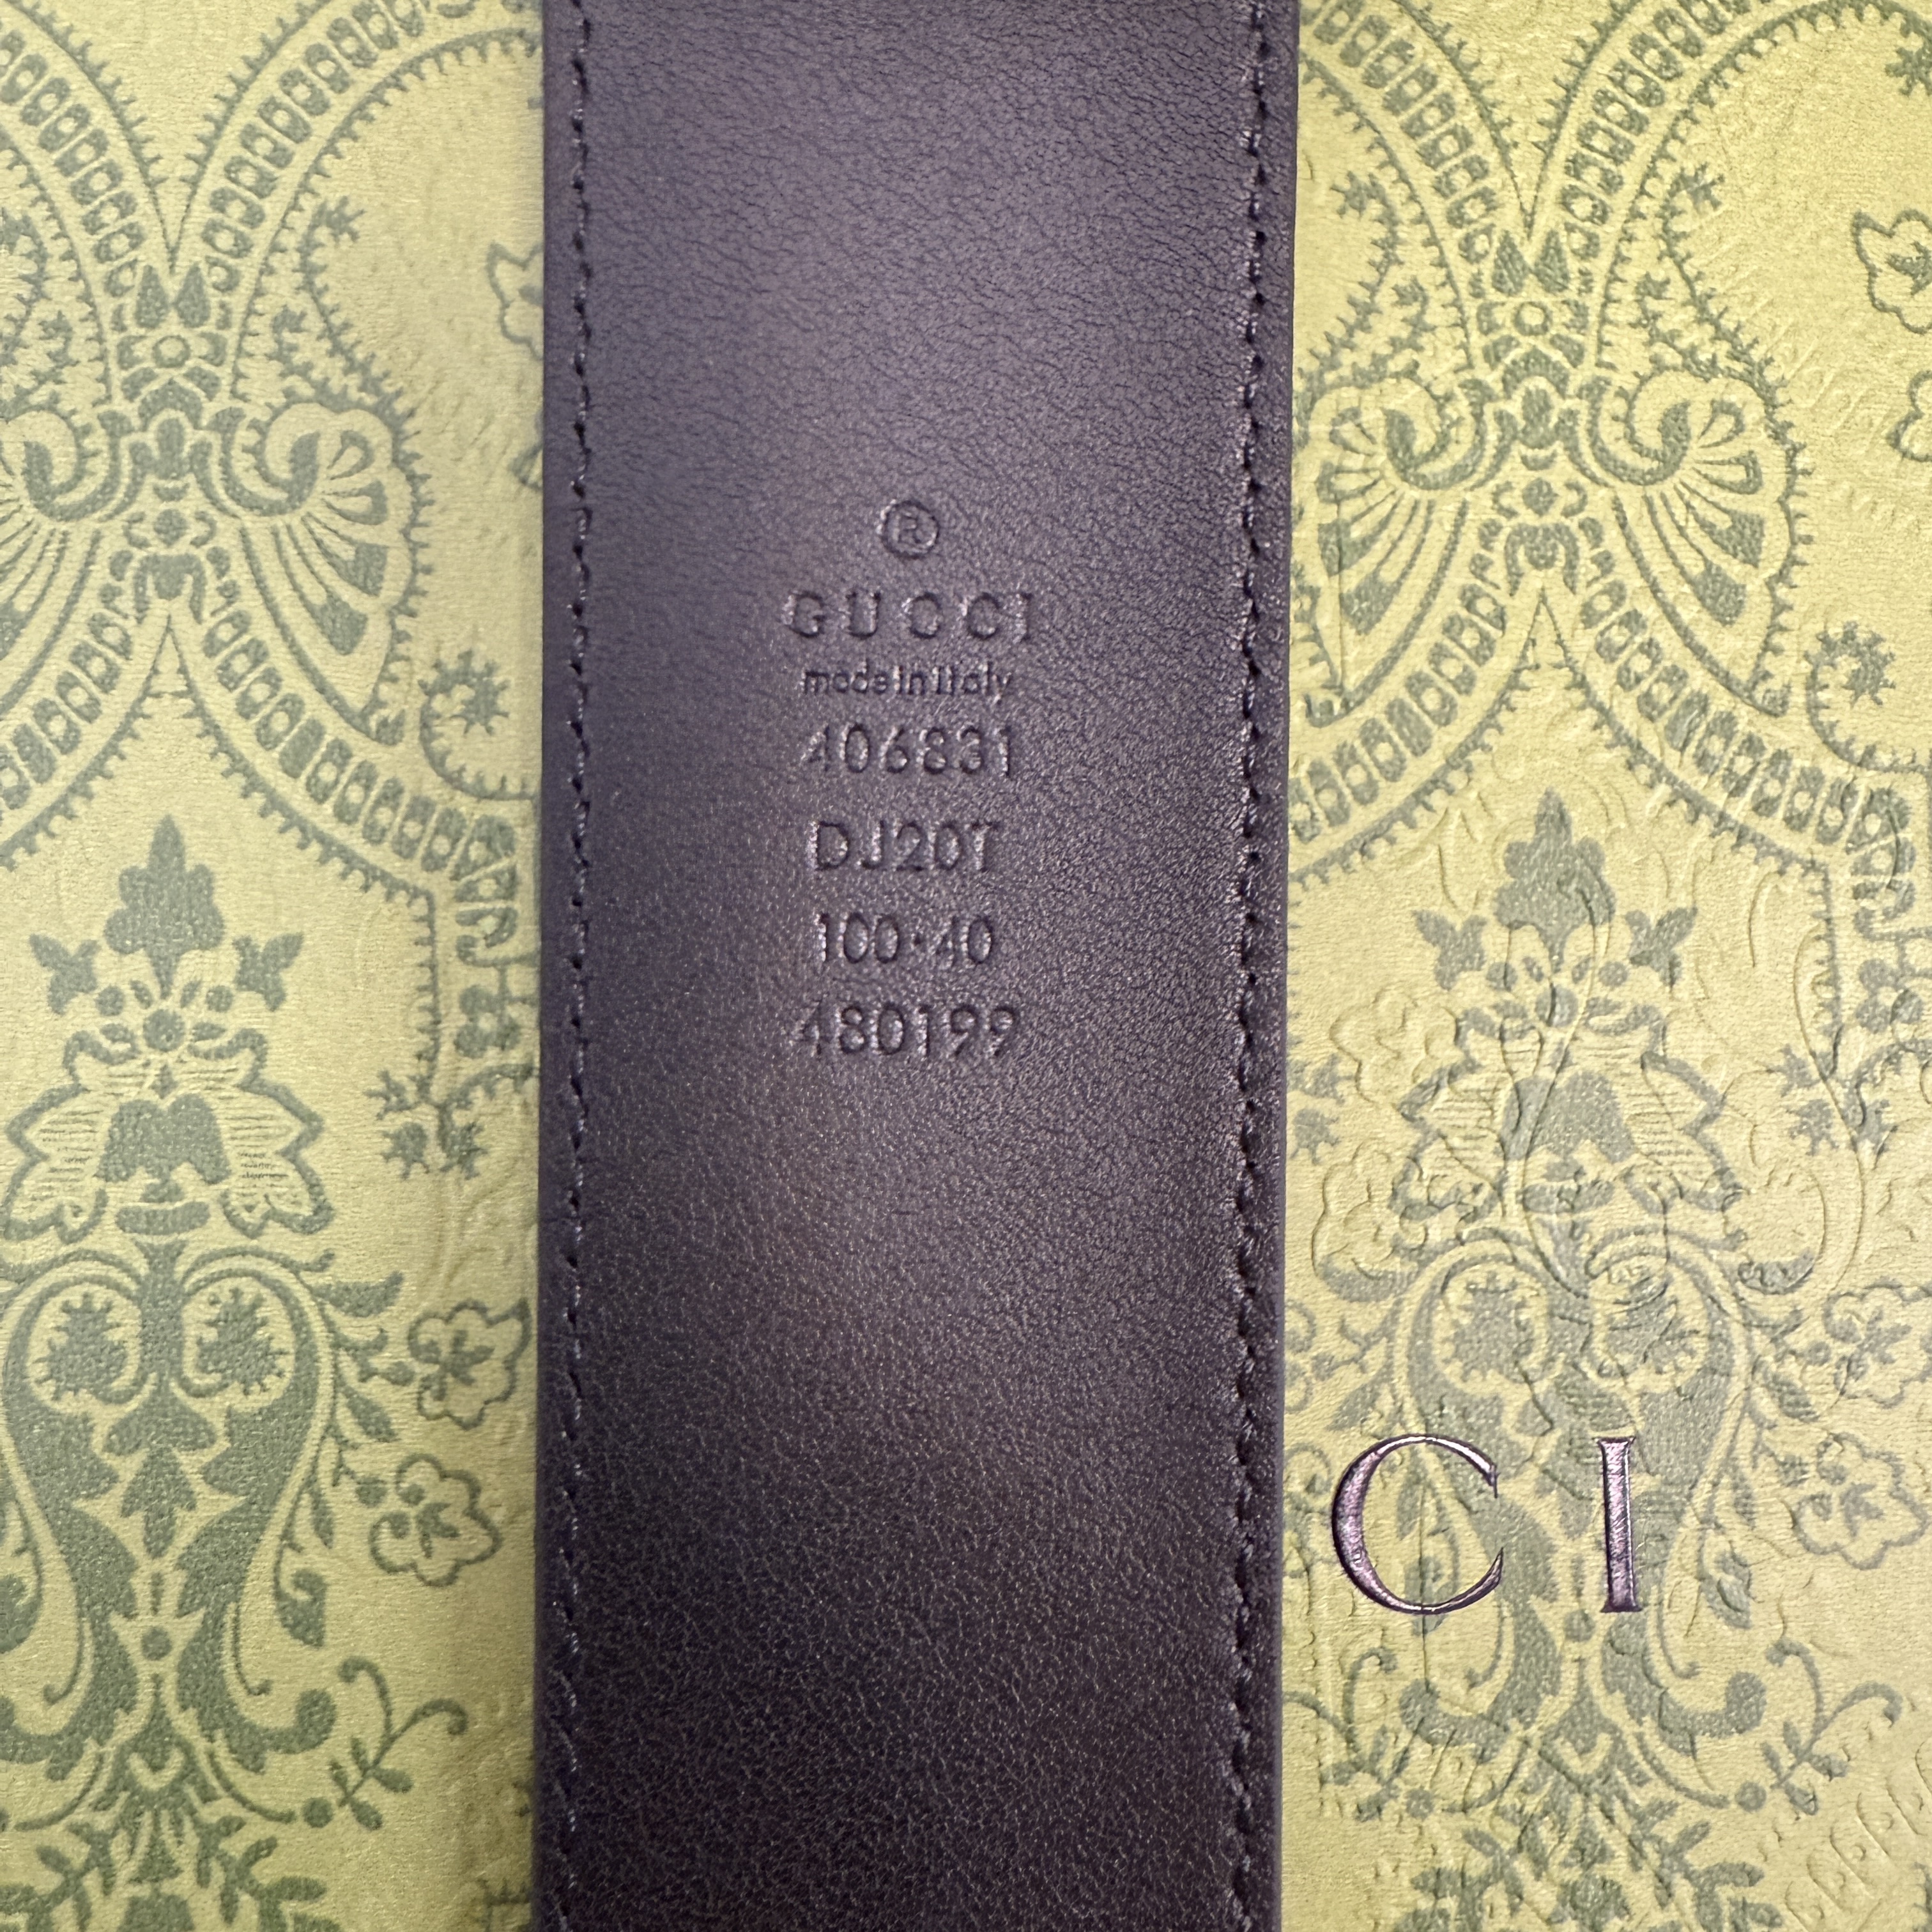 ®
GUCCI
made in Italy
406831
DJ20T
100·40
480199
CI